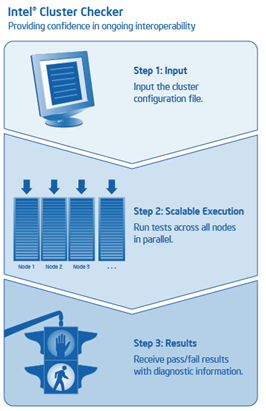 Intel® Cluster Checker
Providing confidence in ongoing interoperability
Step 1: Input
Input the cluster
configuration file.
Step 2: Scalable Execution
Run tests across all nodes
in parallel.
Node 1 Node 2 Node 3 ...
Step 3: Results
Receive pass/fail results
with diagnostic information.